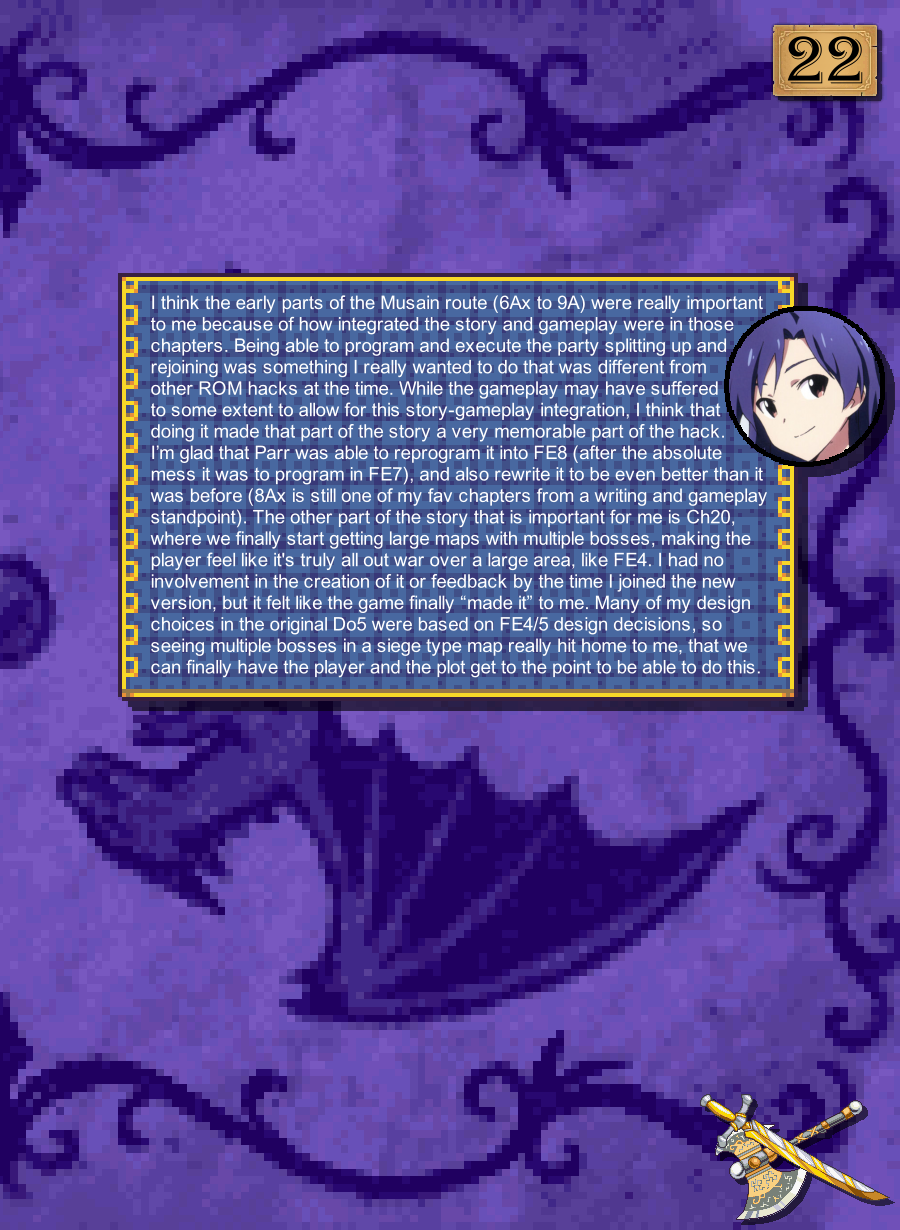 22
I think the early parts of the Musain route (6Ax to 9A) were really important
to me because of how integrated the story and gameplay were in those
chapters. Being able to program and execute the party splitting up and
rejoining was something I really wanted to do that was different from
other ROM hacks at the time. While the gameplay may have suffered
to some extent to allow for this story-gameplay integration, I think that
doing it made that part of the story a very memorable part of the hack.
I'm glad that Parr was able to reprogram it into FE8 (after the absolute
mess it was to program in FE7), and also rewrite it to be even better than it
was before (8Ax is still one of my fav chapters from a writing and gameplay
standpoint). The other part of the story that is important for me is Ch20,
where we finally start getting large maps with multiple bosses, making the
player feel like it's truly all out war over a large area, like FE4. I had no
involvement in the creation of it or feedback by the time I joined the new
version, but it felt like the game finally “made it” to me. Many of my design
choices in the original Do5 were based on FE4/5 design decisions, so
seeing multiple bosses in a siege type map really hit home to me, that we
can finally have the player and the plot get to the point to be able to do this.